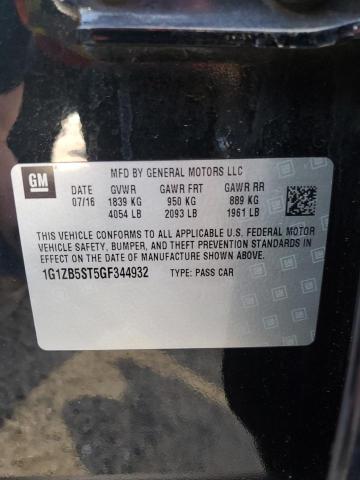 GM
MFD BY GENERAL MOTORS LLC
DATE GVWR GAWR FRT GAWR RR
07/16 1839 KG 950 KG 889 KG
4054 LB 2093 LB 1961 LB
THIS VEHICLE CONFORMS TO ALL APPLICABLE U.S. FEDERAL MOTOR
VEHICLE SAFETY, BUMPER, AND THEFT PREVENTION STANDARDS
IN EFFECT ON THE DATE OF MANUFACTURE SHOWN ABOVE.
1G1ZB5ST5GF344932 TYPE: PASS CAR